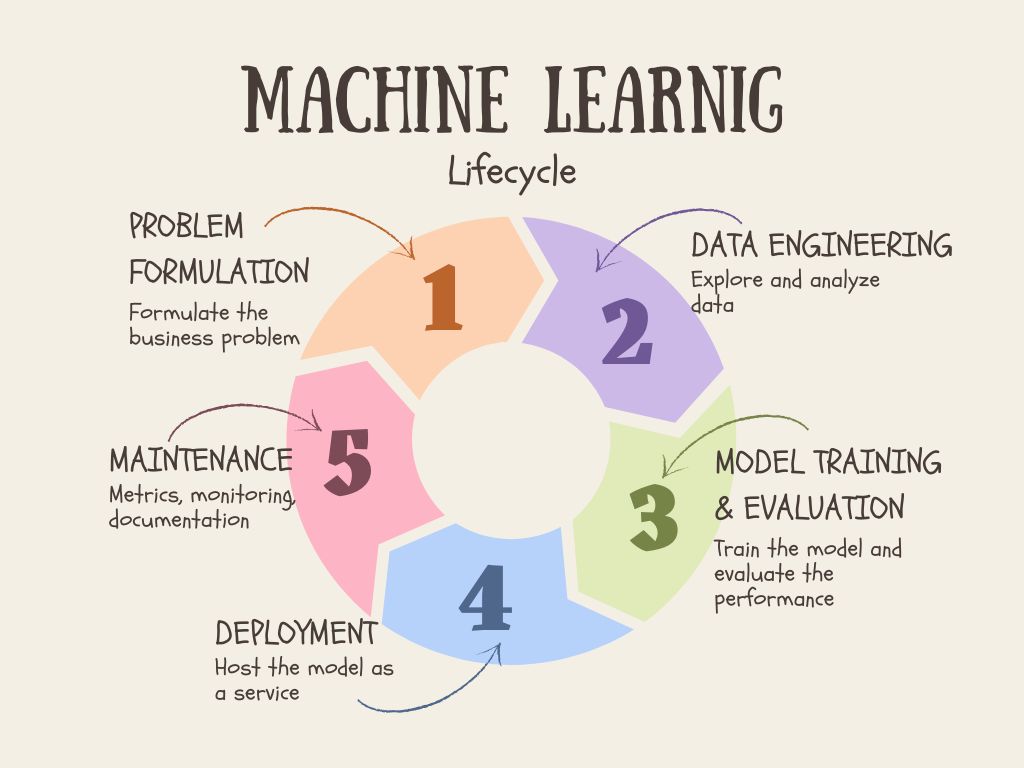 MACHINE LEARNIG
Lifecycle
PROBLEM
FORMULATION
Formulate the
business problem
1
DATA ENGINEERING
Explore and analyze
data
2
MODEL TRAINING
& EVALUATION
Train the model and
evaluate the
performance
3
DEPLOYMENT
Host the model as
a service
4
MAINTENANCE
Metrics, monitoring,
documentation
5